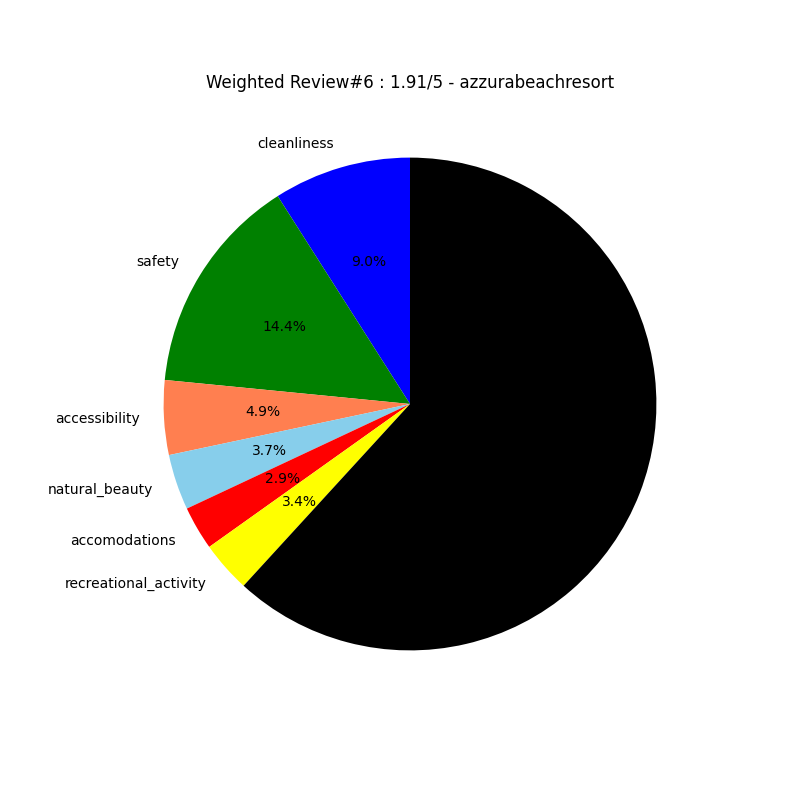 Weighted Review#6 : 1.91/5 - azzurabeachresort
cleanliness
9.0%
safety
14.4%
accessibility
4.9%
natural_beauty
3.7%
accomodations
2.9%
recreational_activity
3.4%